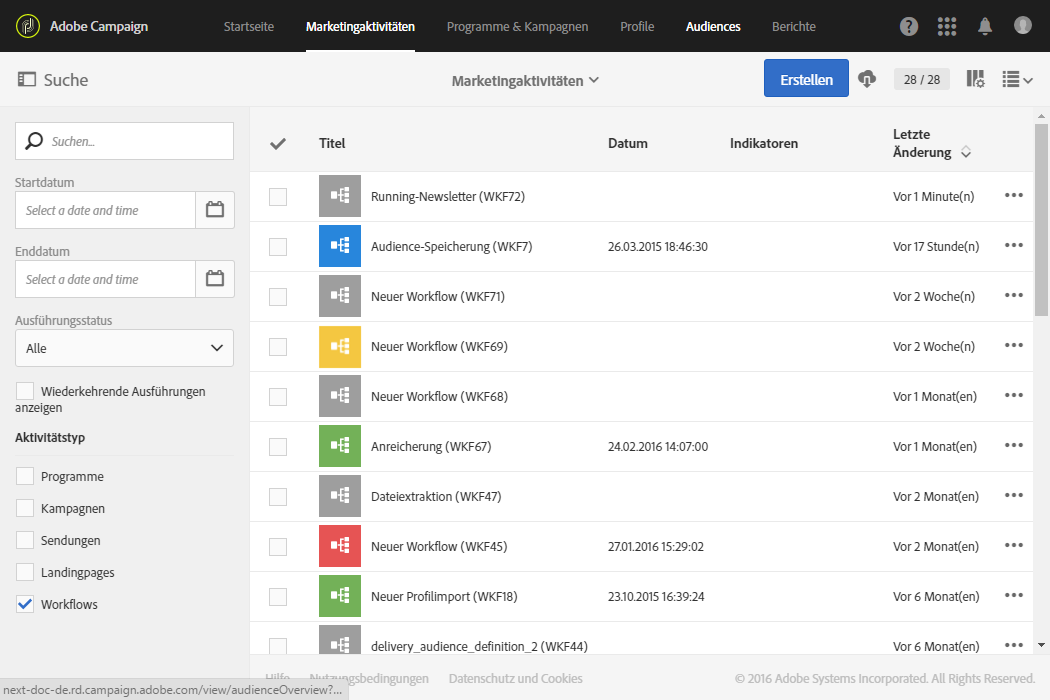 Adobe Campaign Startseite Marketingaktivitäten Programme & Kampagnen Profile Audiences Berichte
Suche Marketingaktivitäten Erstellen 28 / 28
Suchen...
Startdatum
Select a date and time
Enddatum
Select a date and time
Ausführungsstatus
Alle
Wiederkehrende Ausführungen
anzeigen
Aktivitätstyp
Programme
Kampagnen
Sendungen
Landingpages
Workflows
Titel Datum Indikatoren Letzte
Änderung
Running-Newsletter (WKF72) Vor 1 Minute(n)
Audience-Speicherung (WKF7) 26.03.2015 18:46:30 Vor 17 Stunde(n)
Neuer Workflow (WKF71) Vor 2 Woche(n)
Neuer Workflow (WKF69) Vor 2 Woche(n)
Neuer Workflow (WKF68) Vor 1 Monat(en)
Anreicherung (WKF67) 24.02.2016 14:07:00 Vor 1 Monat(en)
Dateiextraktion (WKF47) Vor 2 Monat(en)
Neuer Workflow (WKF45) 27.01.2016 15:29:02 Vor 2 Monat(en)
Neuer Profilimport (WKF18) 23.10.2015 16:39:24 Vor 6 Monat(en)
delivery_audience_definition_2 (WKF44) Vor 6 Monat(en)
Hilfe Nutzungsbedingungen Datenschutz und Cookies © 2016 Adobe Systems Incorporated. All Rights Reserved.
next-doc-de.rd.campaign.adobe.com/view/audienceOverview?...